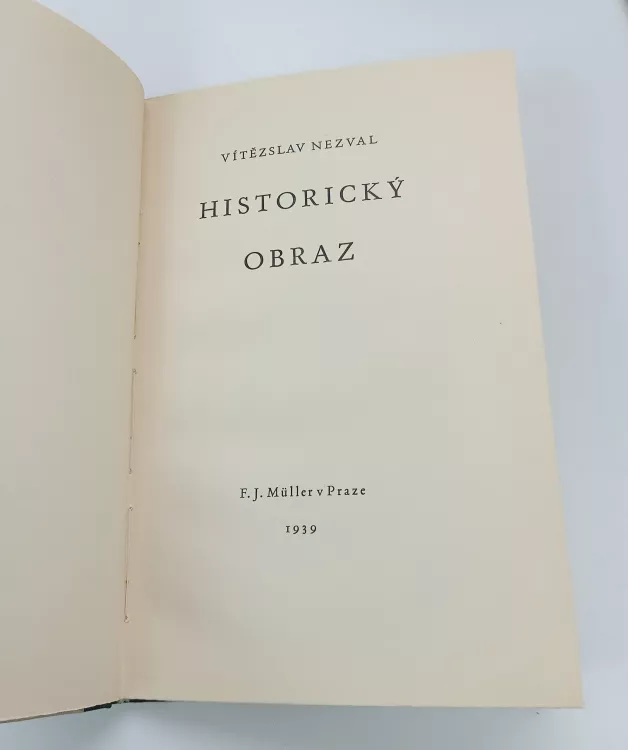 VÍTĚZSLAV NEZVAL
HISTORICKÝ
OBRAZ
F. J. Müller v Praze
1939